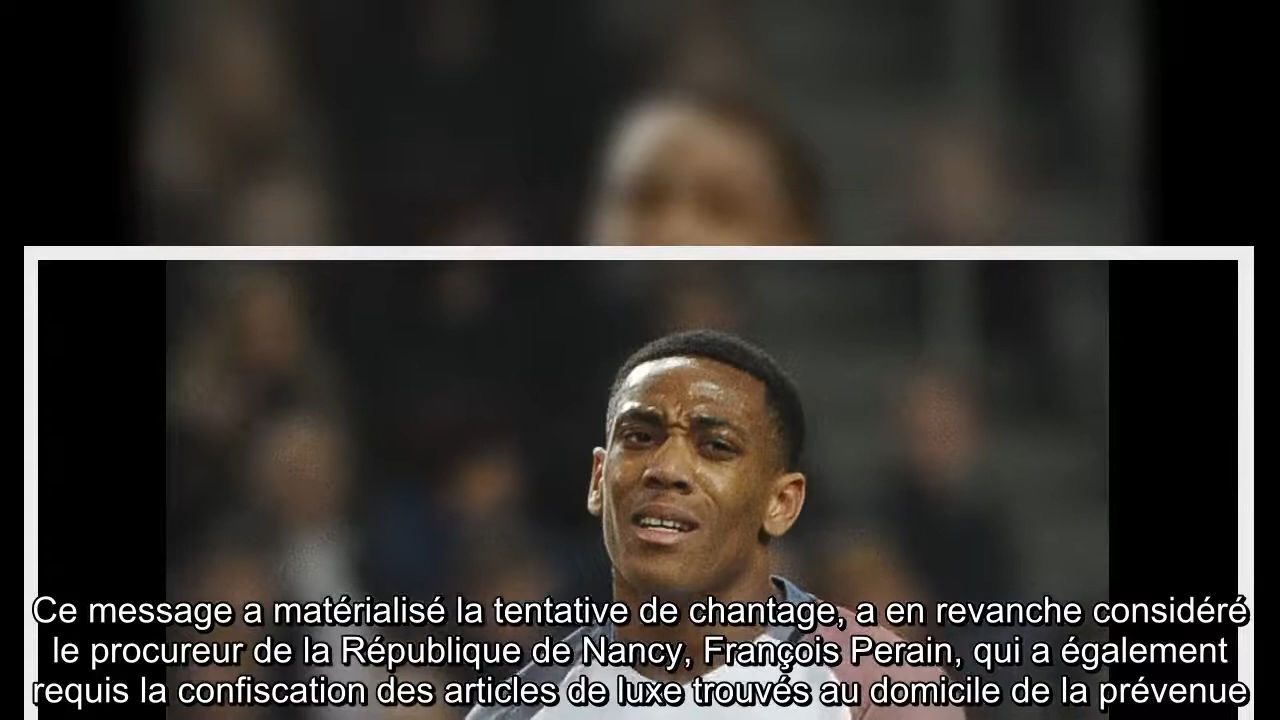 Ce message a matérialisé la tentative de chantage, a en revanche considéré
le procureur de la République de Nancy, François Perain, qui a également
requis la confiscation des articles de luxe trouvés au domicile de la prévenue